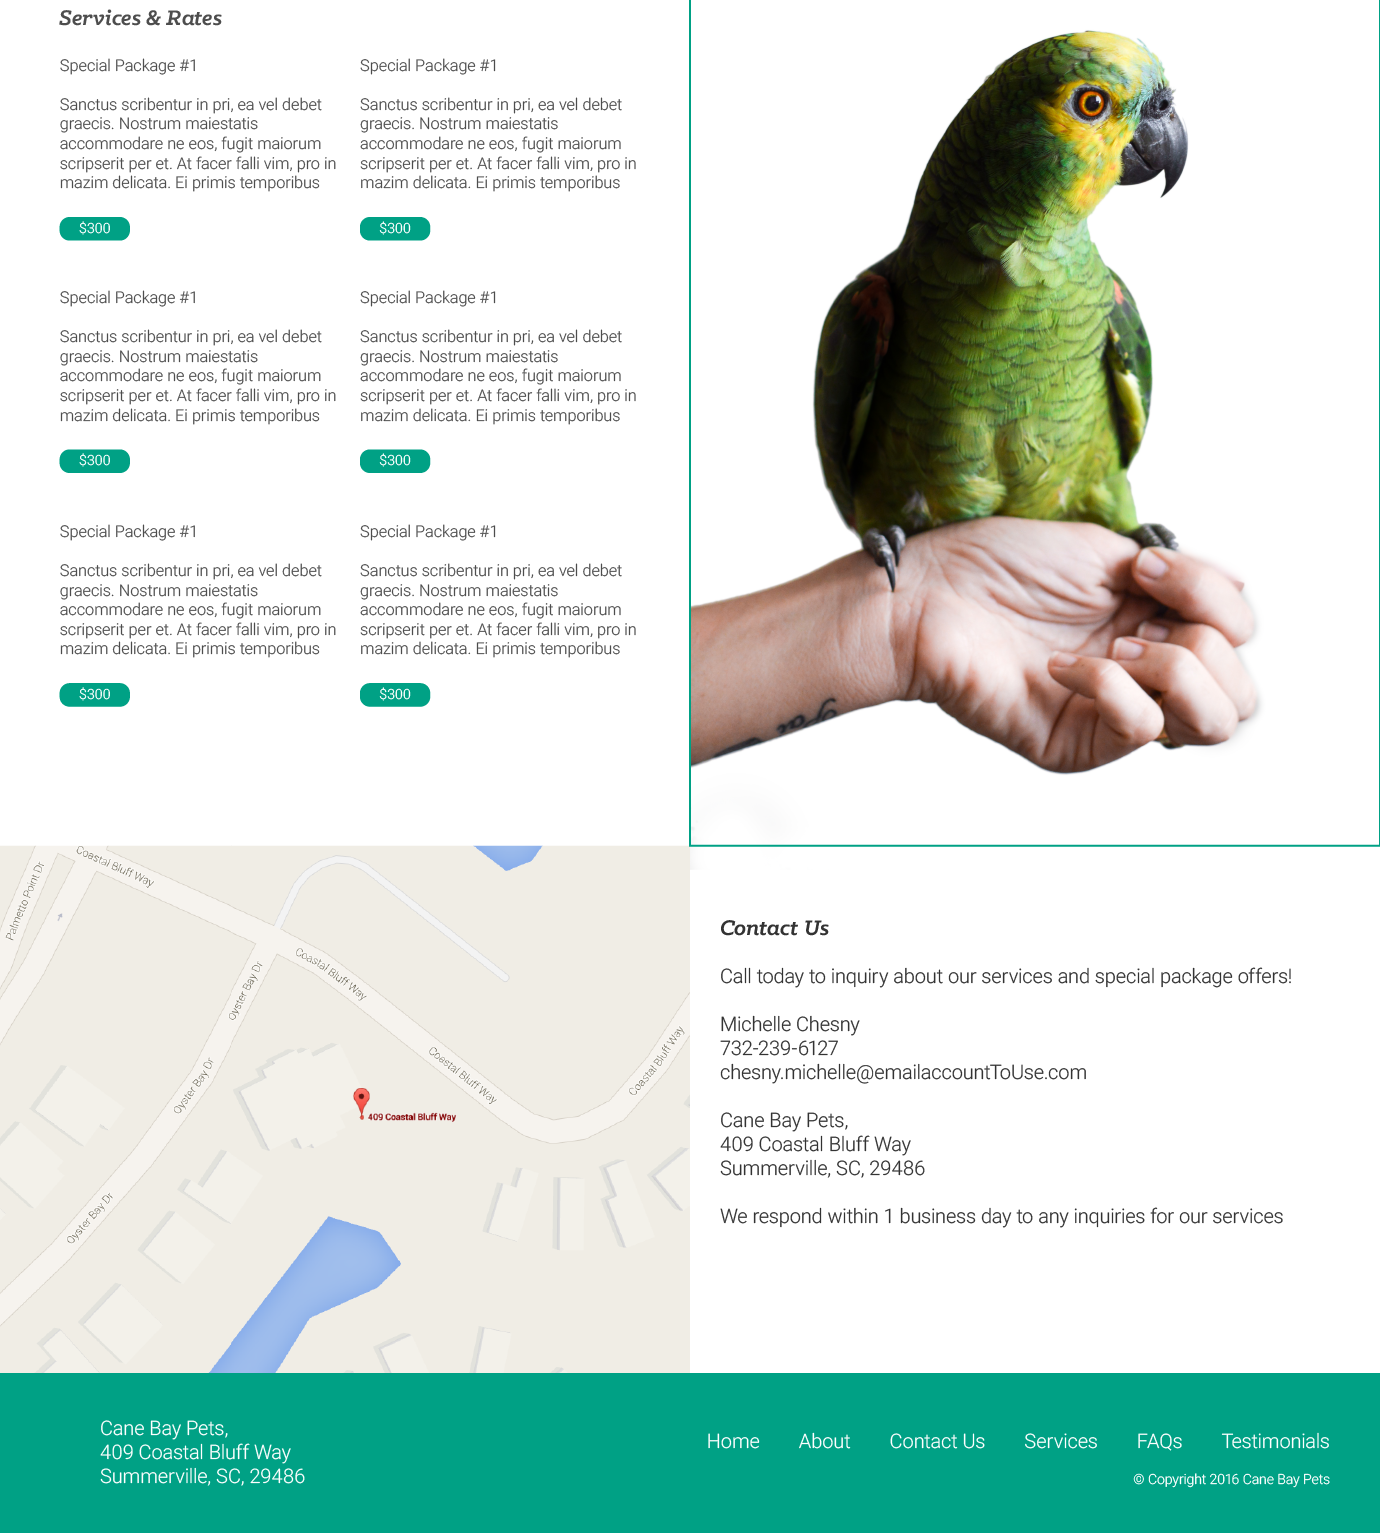 Services & Rates
Special Package #1
Sanctus scribentur in pri, ea vel debet
graecis. Nostrum maiestatis
accommodare ne eos, fugit maiorum
scripserit per et. At facer falli vim, pro in
mazim delicata. Ei primis temporibus
$300
Special Package #1
Sanctus scribentur in pri, ea vel debet
graecis. Nostrum maiestatis
accommodare ne eos, fugit maiorum
scripserit per et. At facer falli vim, pro in
mazim delicata. Ei primis temporibus
$300
Special Package #1
Sanctus scribentur in pri, ea vel debet
graecis. Nostrum maiestatis
accommodare ne eos, fugit maiorum
scripserit per et. At facer falli vim, pro in
mazim delicata. Ei primis temporibus
$300
Special Package #1
Sanctus scribentur in pri, ea vel debet
graecis. Nostrum maiestatis
accommodare ne eos, fugit maiorum
scripserit per et. At facer falli vim, pro in
mazim delicata. Ei primis temporibus
$300
Special Package #1
Sanctus scribentur in pri, ea vel debet
graecis. Nostrum maiestatis
accommodare ne eos, fugit maiorum
scripserit per et. At facer falli vim, pro in
mazim delicata. Ei primis temporibus
$300
Special Package #1
Sanctus scribentur in pri, ea vel debet
graecis. Nostrum maiestatis
accommodare ne eos, fugit maiorum
scripserit per et. At facer falli vim, pro in
mazim delicata. Ei primis temporibus
$300
Coastal Bluff Way
Palmetto Point Dr
Coastal Bluff Way
Oyster Bay Dr
Coastal Bluff Way
Coastal Bluff Way
Oyster Bay Dr
409 Coastal Bluff Way
Oyster Bay Dr
Contact Us
Call today to inquiry about our services and special package offers!
Michelle Chesny
732-239-6127
chesny.michelle@emailaccountToUse.com
Cane Bay Pets,
409 Coastal Bluff Way
Summerville, SC, 29486
We respond within 1 business day to any inquiries for our services
Cane Bay Pets,
409 Coastal Bluff Way
Summerville, SC, 29486
Home About Contact Us Services FAQs Testimonials
© Copyright 2016 Cane Bay Pets